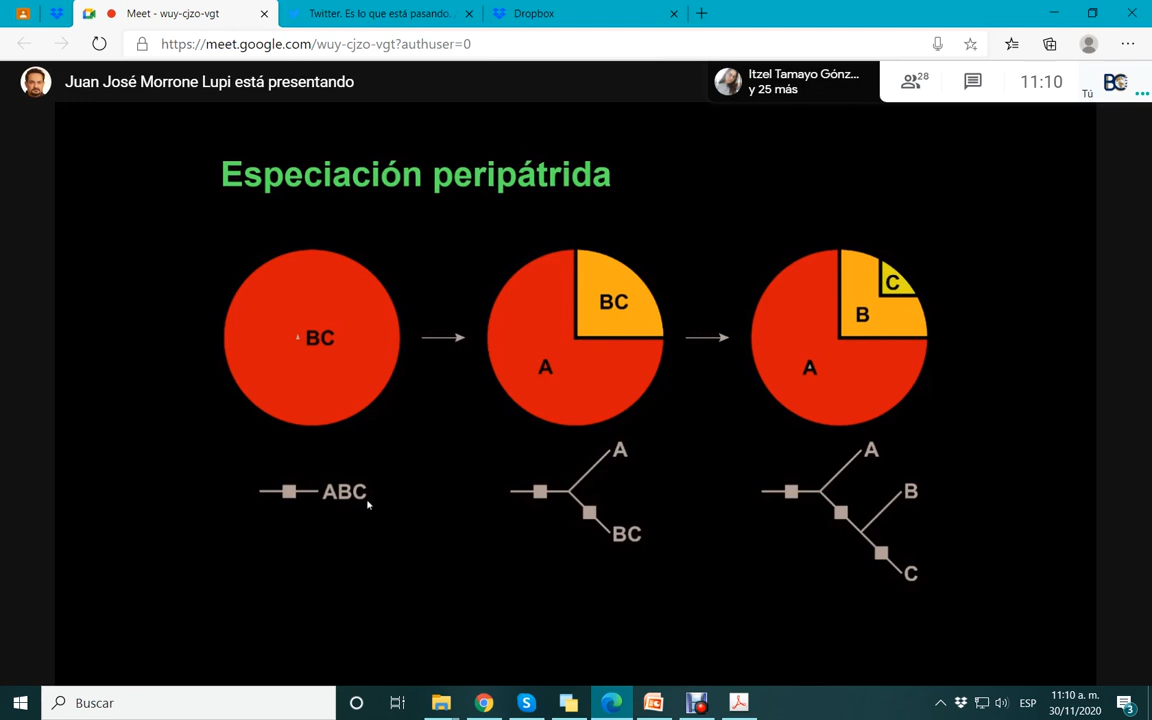 Meet - wuy-cjzo-vgt
Twitter. Es lo que está pasando.
Dropbox
https://meet.google.com/wuy-cjzo-vgt?authuser=0
Juan José Morrone Lupi está presentando
Itzel Tamayo Gónz...
y 25 más
28
11:10
Tú
BC
Especiación peripátrida
BC
A
BC
A
B
C
ABC
A
BC
A
B
C
Buscar
ESP
11:10 a. m.
30/11/2020
3